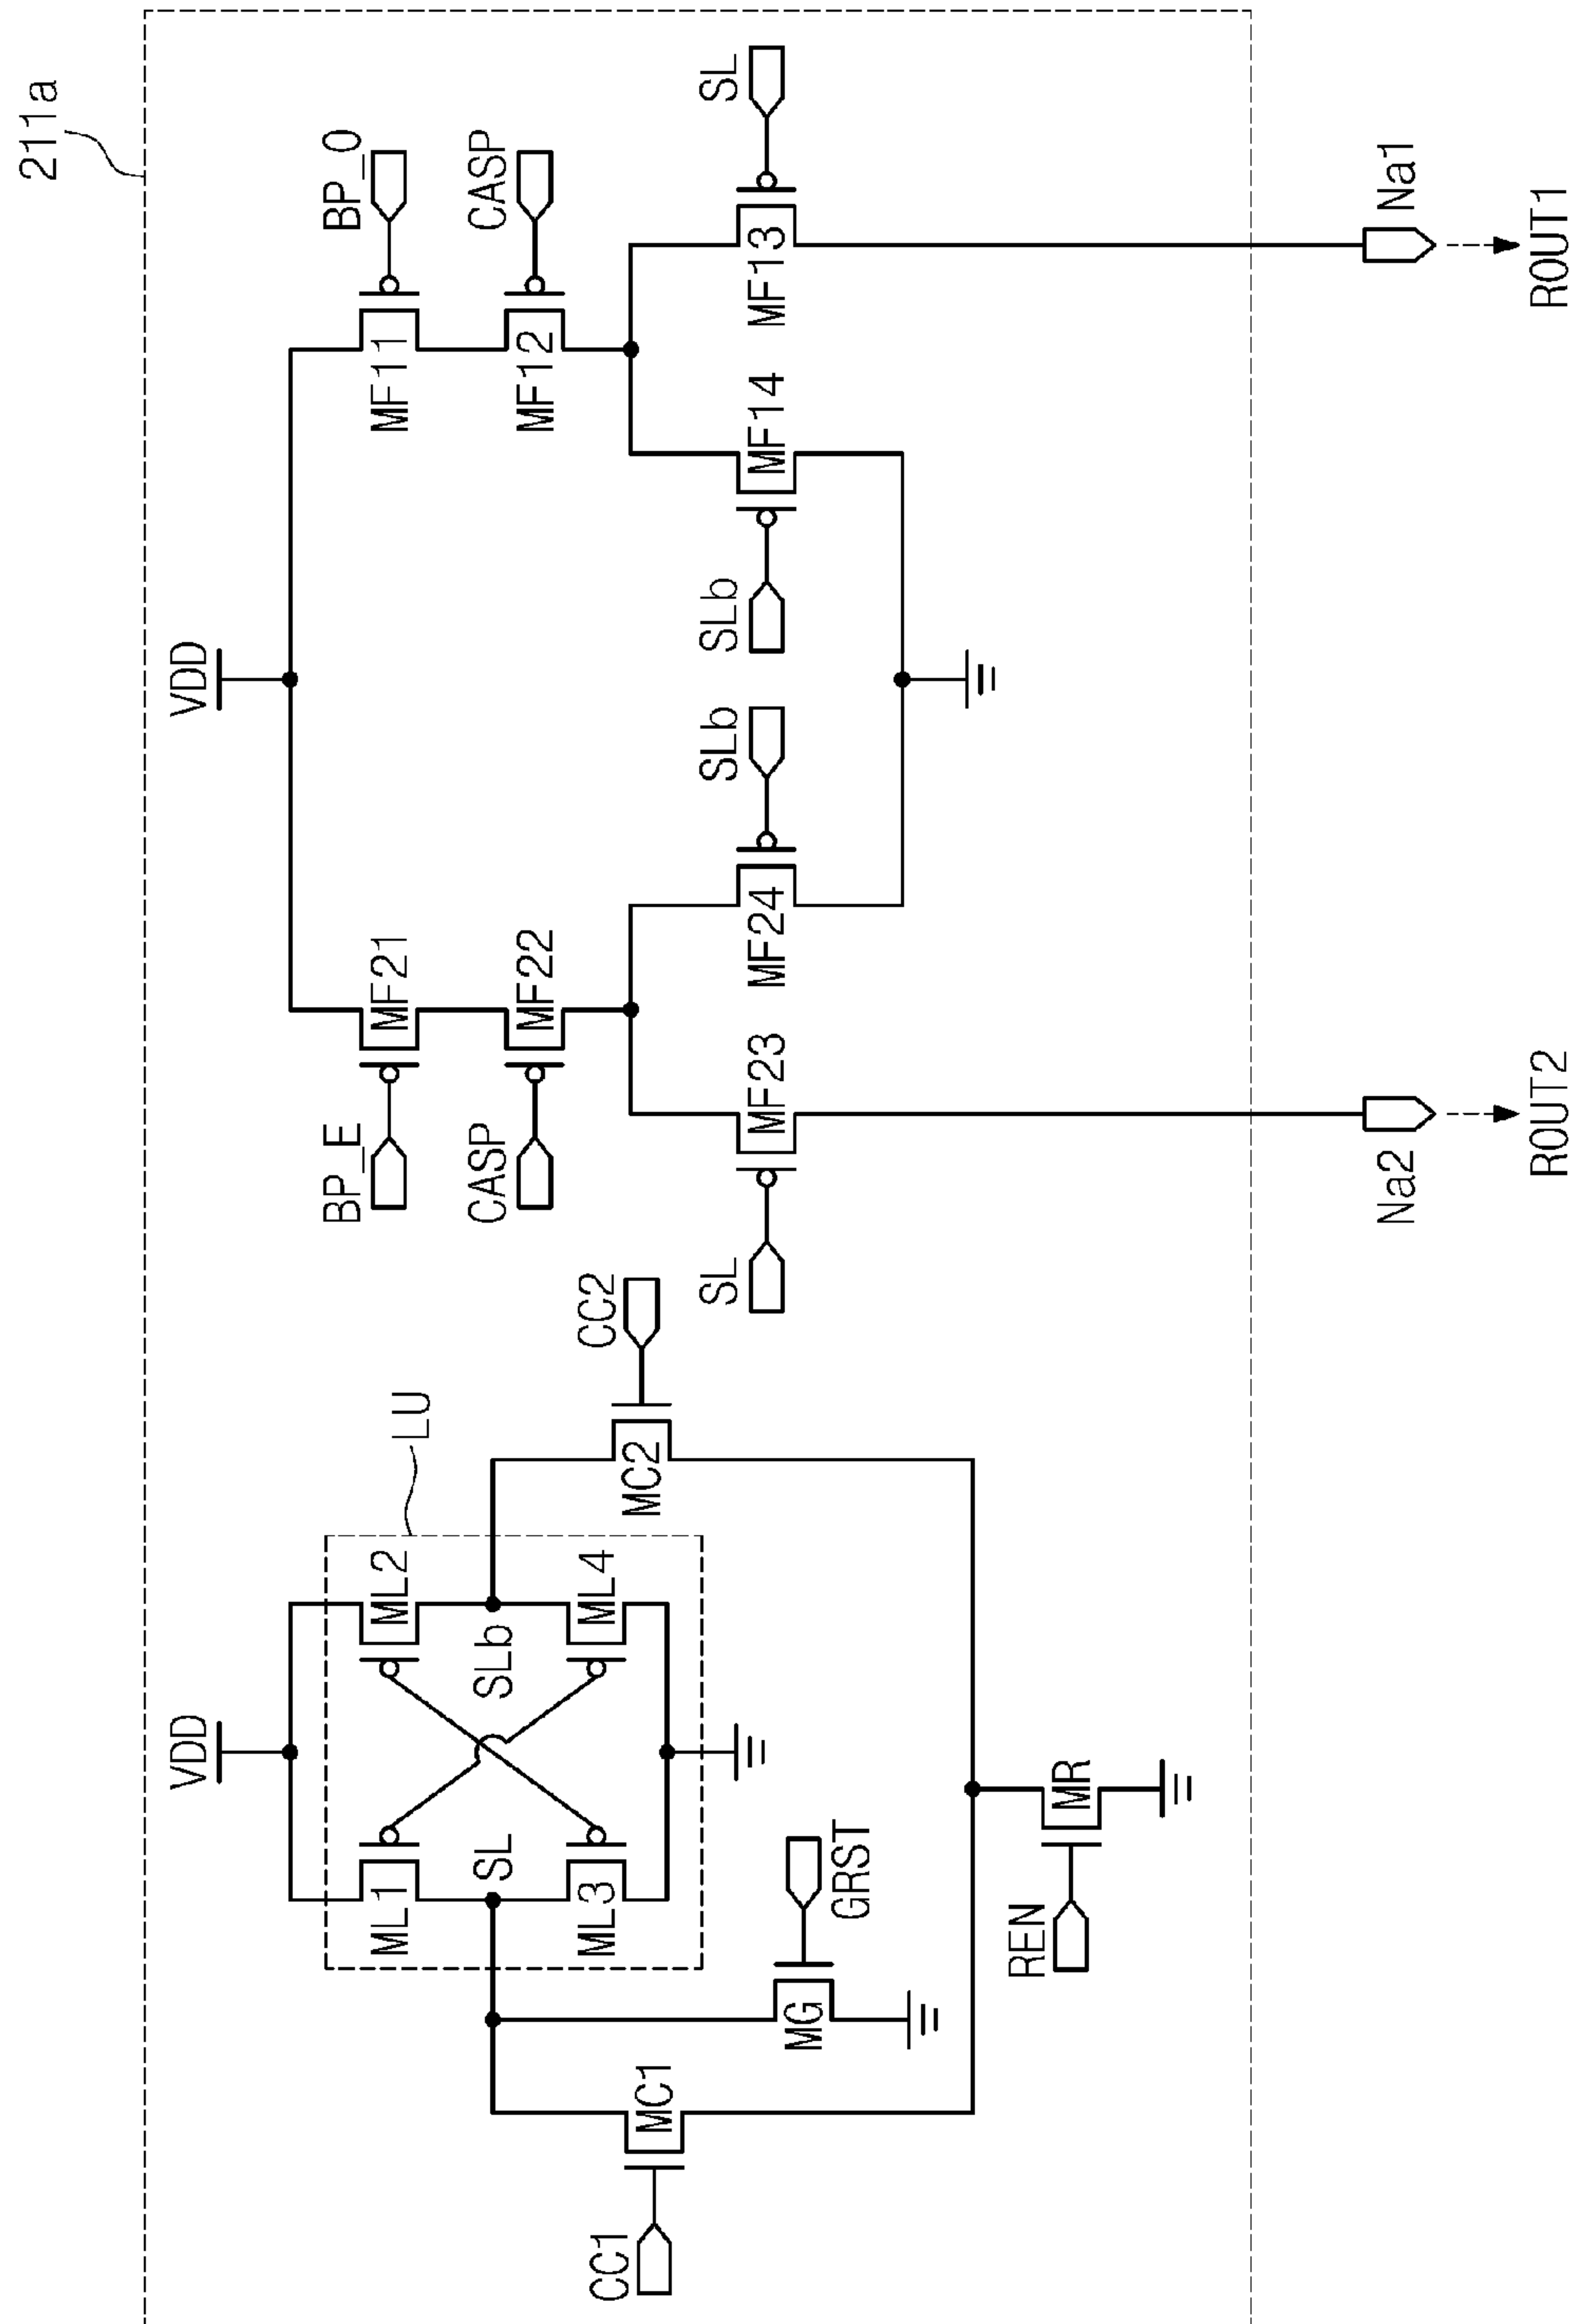 211a
VDD
BP_E
MF21
MF11
BP_O
CASP
MF22
MF12
CASP
SL
MF23
MF24
SLb
SLb
MF14
MF13
SL
Na2
Na1
ROUT2
ROUT1
VDD
LU
ML1
ML2
SL
SLb
ML3
ML4
CC1
MC1
MC2
CC2
MG
GRST
REN
MR